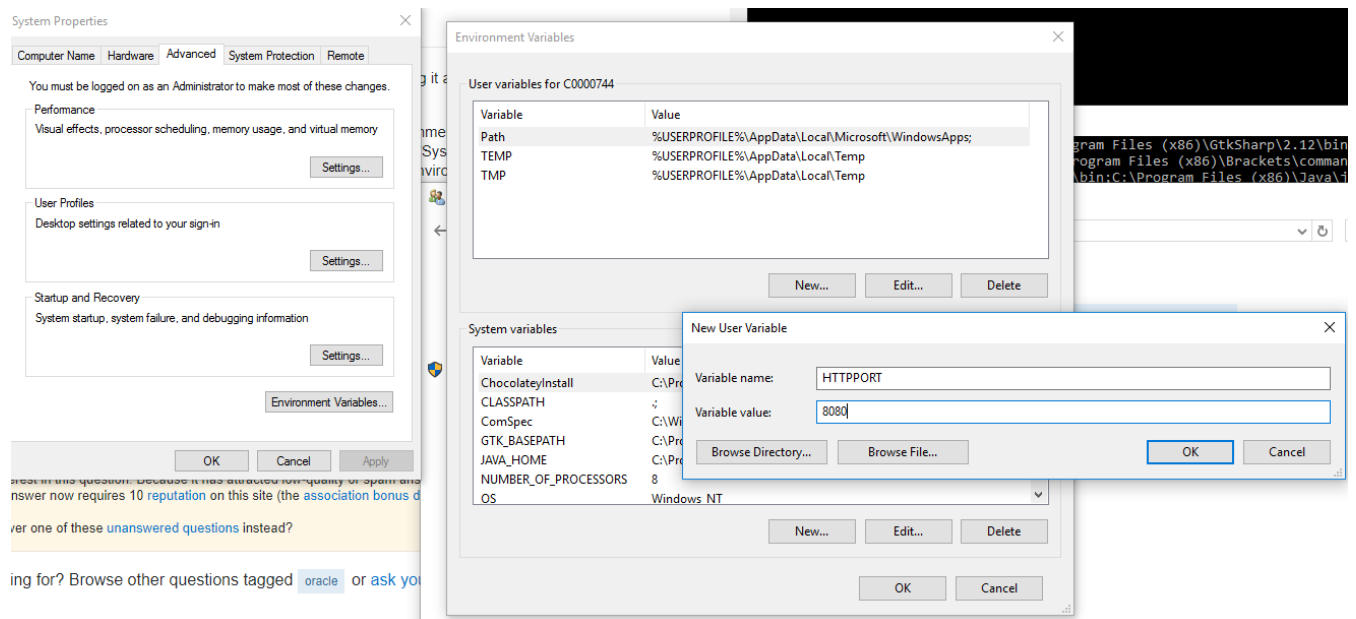 System Properties
Computer Name Hardware Advanced System Protection Remote
You must be logged on as an Administrator to make most of these changes.
Performance
Visual effects, processor scheduling, memory usage, and virtual memory
Settings...
User Profiles
Desktop settings related to your sign-in
Settings...
Startup and Recovery
System startup, system failure, and debugging information
Settings...
Environment Variables...
OK Cancel Apply
nswer now requires 10 reputation on this site (the association bonus d
ver one of these unanswered questions instead?
ing for? Browse other questions tagged oracle or ask you
g it a
Sys
Environment Variables
User variables for C0000744
Variable Value
Path %USERPROFILE%\AppData\Local\Microsoft\WindowsApps;
TEMP %USERPROFILE%\AppData\Local\Temp
TMP %USERPROFILE%\AppData\Local\Temp
New... Edit... Delete
System variables
Variable Value
ChocolateyInstall C:\Pro
CLASSPATH .;
ComSpec C:\Wi
GTK_BASEPATH C:\Pro
JAVA_HOME C:\Pro
NUMBER_OF_PROCESSORS 8
OS Windows_NT
New... Edit... Delete
OK Cancel
New User Variable
Variable name: HTTPPORT
Variable value: 8080
Browse Directory... Browse File... OK Cancel
gram Files (x86)\GtkSharp\2.12\bin
rogram Files (x86)\Brackets\comman
\bin;C:\Program Files (x86)\Java\j